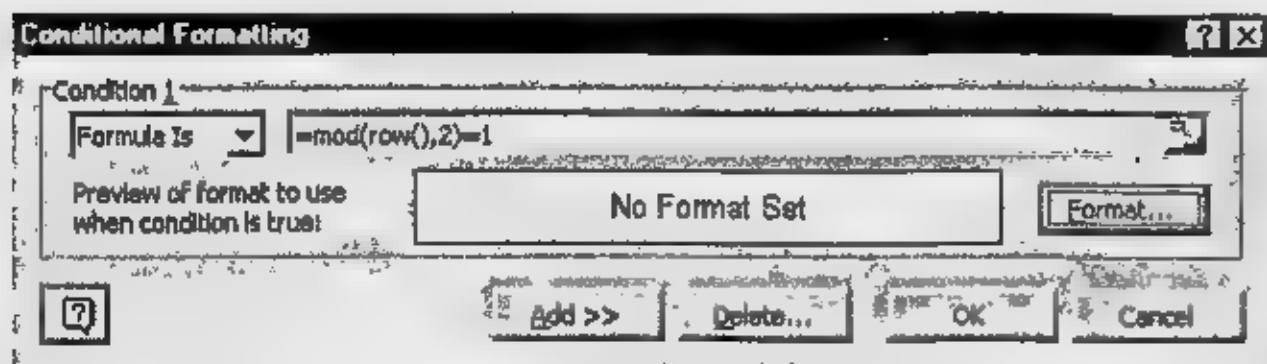 Conditional Formatting
Condition 1
Formula Is =mod(row(),2)=1
Preview of format to use
when condition is true:
No Format Set
Format...
Add >> Delete... OK Cancel